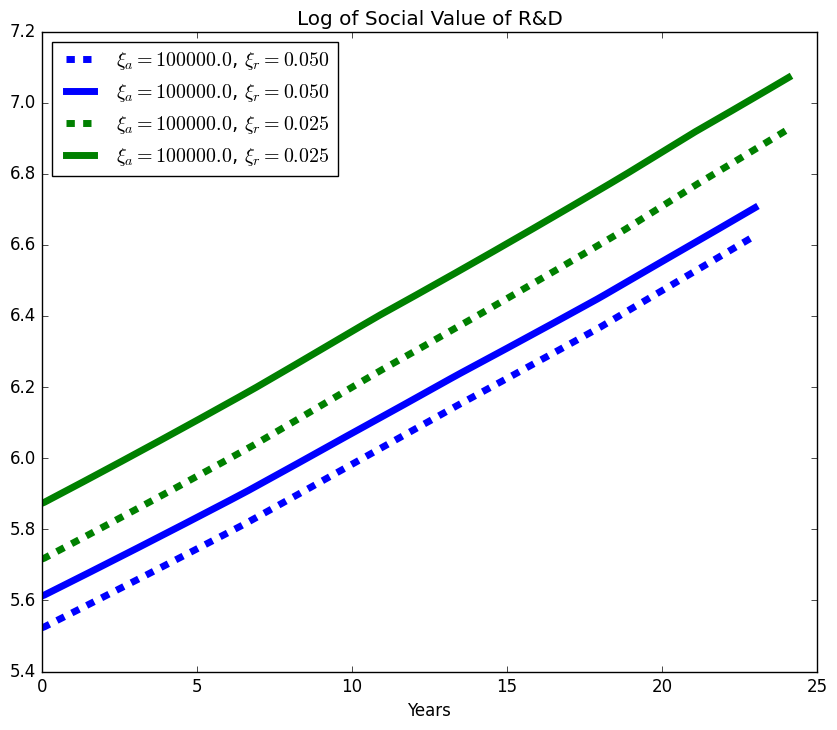 Log of Social Value of R&D
7.2
7.0
6.8
6.6
6.4
6.2
6.0
5.8
5.6
5.4
ξₐ = 100000.0, ξᵣ = 0.050
ξₐ = 100000.0, ξᵣ = 0.050
ξₐ = 100000.0, ξᵣ = 0.025
ξₐ = 100000.0, ξᵣ = 0.025
0 5 10 15 20 25
Years